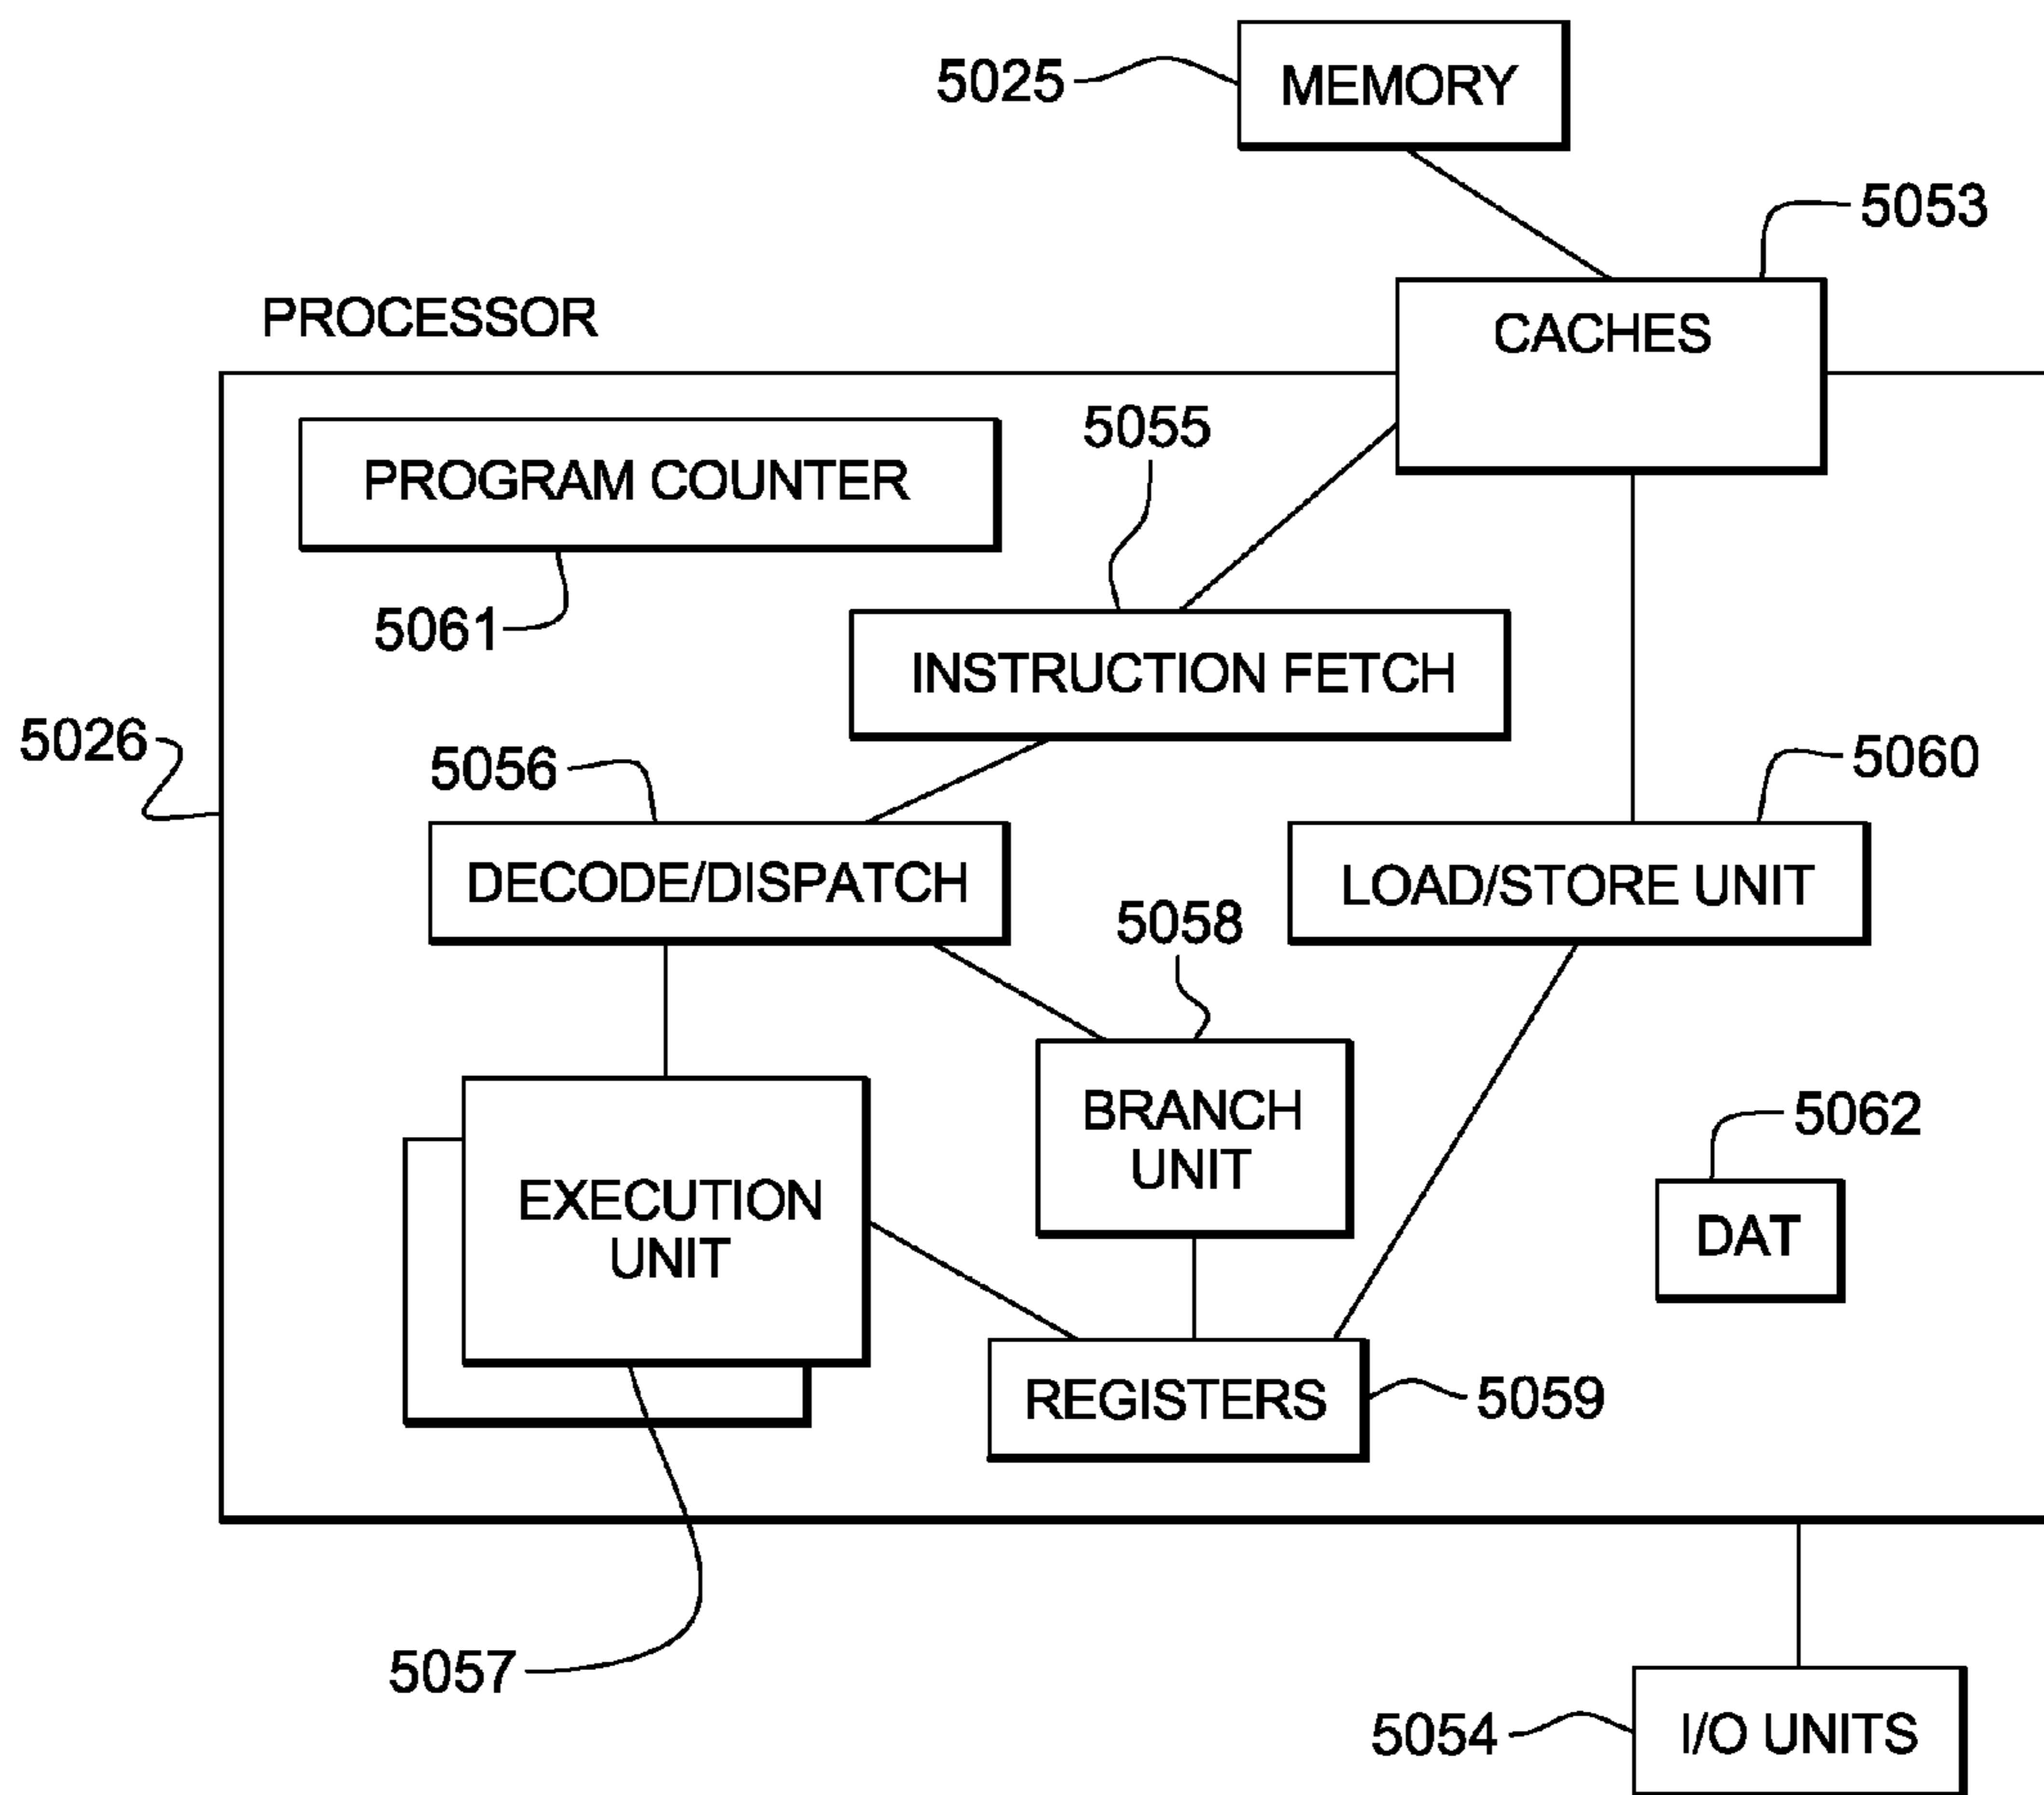 MEMORY
5025
5053
CACHES
PROCESSOR
5055
PROGRAM COUNTER
5061
INSTRUCTION FETCH
5026
5056
5060
DECODE/DISPATCH
LOAD/STORE UNIT
5058
BRANCH
UNIT
5062
EXECUTION
UNIT
DAT
REGISTERS
5059
5057
5054
I/O UNITS